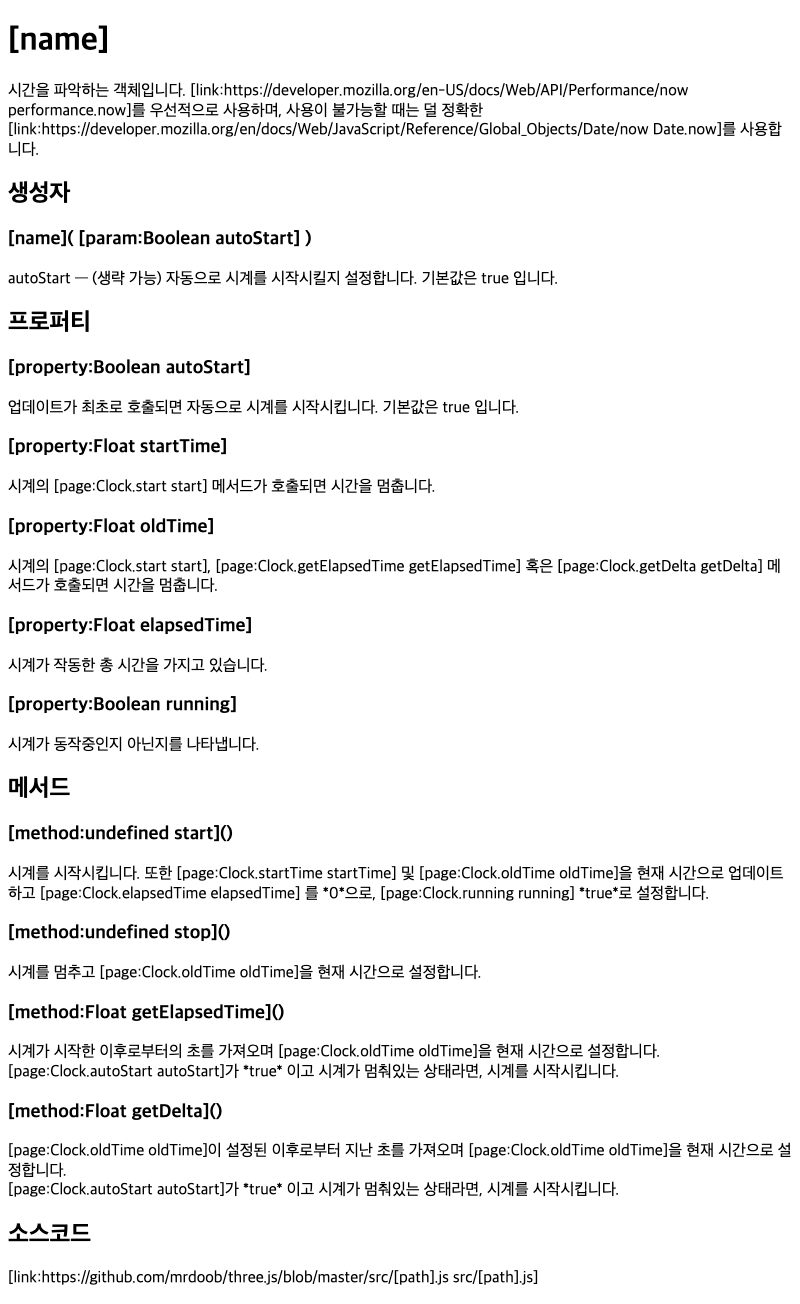 [name]
시간을 파악하는 객체입니다. [link:https://developer.mozilla.org/en-US/docs/Web/API/Performance/now
performance.now]를 우선적으로 사용하며, 사용이 불가능할 때는 덜 정확한
[link:https://developer.mozilla.org/en/docs/Web/JavaScript/Reference/Global_Objects/Date/now Date.now]를 사용합
니다.
생성자
[name]( [param:Boolean autoStart] )
autoStart — (생략 가능) 자동으로 시계를 시작시킬지 설정합니다. 기본값은 true 입니다.
프로퍼티
[property:Boolean autoStart]
업데이트가 최초로 호출되면 자동으로 시계를 시작시킵니다. 기본값은 true 입니다.
[property:Float startTime]
시계의 [page:Clock.start start] 메서드가 호출되면 시간을 멈춥니다.
[property:Float oldTime]
시계의 [page:Clock.start start], [page:Clock.getElapsedTime getElapsedTime] 혹은 [page:Clock.getDelta getDelta] 메
서드가 호출되면 시간을 멈춥니다.
[property:Float elapsedTime]
시계가 작동한 총 시간을 가지고 있습니다.
[property:Boolean running]
시계가 동작중인지 아닌지를 나타냅니다.
메서드
[method:undefined start]()
시계를 시작시킵니다. 또한 [page:Clock.startTime startTime] 및 [page:Clock.oldTime oldTime]을 현재 시간으로 업데이트
하고 [page:Clock.elapsedTime elapsedTime] 를 *0*으로, [page:Clock.running running] *true*로 설정합니다.
[method:undefined stop]()
시계를 멈추고 [page:Clock.oldTime oldTime]을 현재 시간으로 설정합니다.
[method:Float getElapsedTime]()
시계가 시작한 이후로부터의 초를 가져오며 [page:Clock.oldTime oldTime]을 현재 시간으로 설정합니다.
[page:Clock.autoStart autoStart]가 *true* 이고 시계가 멈춰있는 상태라면, 시계를 시작시킵니다.
[method:Float getDelta]()
[page:Clock.oldTime oldTime]이 설정된 이후로부터 지난 초를 가져오며 [page:Clock.oldTime oldTime]을 현재 시간으로 설
정합니다.
[page:Clock.autoStart autoStart]가 *true* 이고 시계가 멈춰있는 상태라면, 시계를 시작시킵니다.
소스코드
[link:https://github.com/mrdoob/three.js/blob/master/src/[path].js src/[path].js]